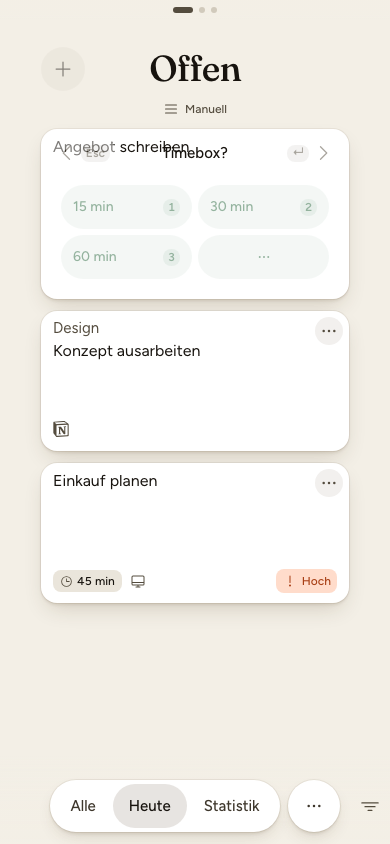 Offen
Manuell
Angebot schreiben
Esc
Timebox?
15 min 1
30 min 2
60 min 3
...
Design
Konzept ausarbeiten
N
Einkauf planen
45 min
! Hoch
Alle
Heute
Statistik